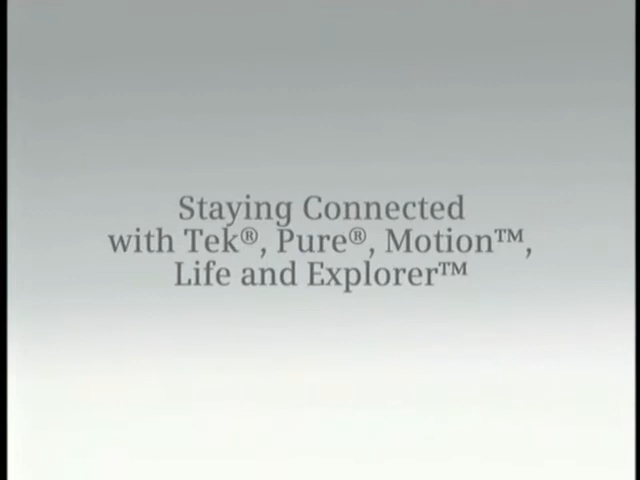 Staying Connected
with Tek®, Pure®, Motion™,
Life and Explorer™